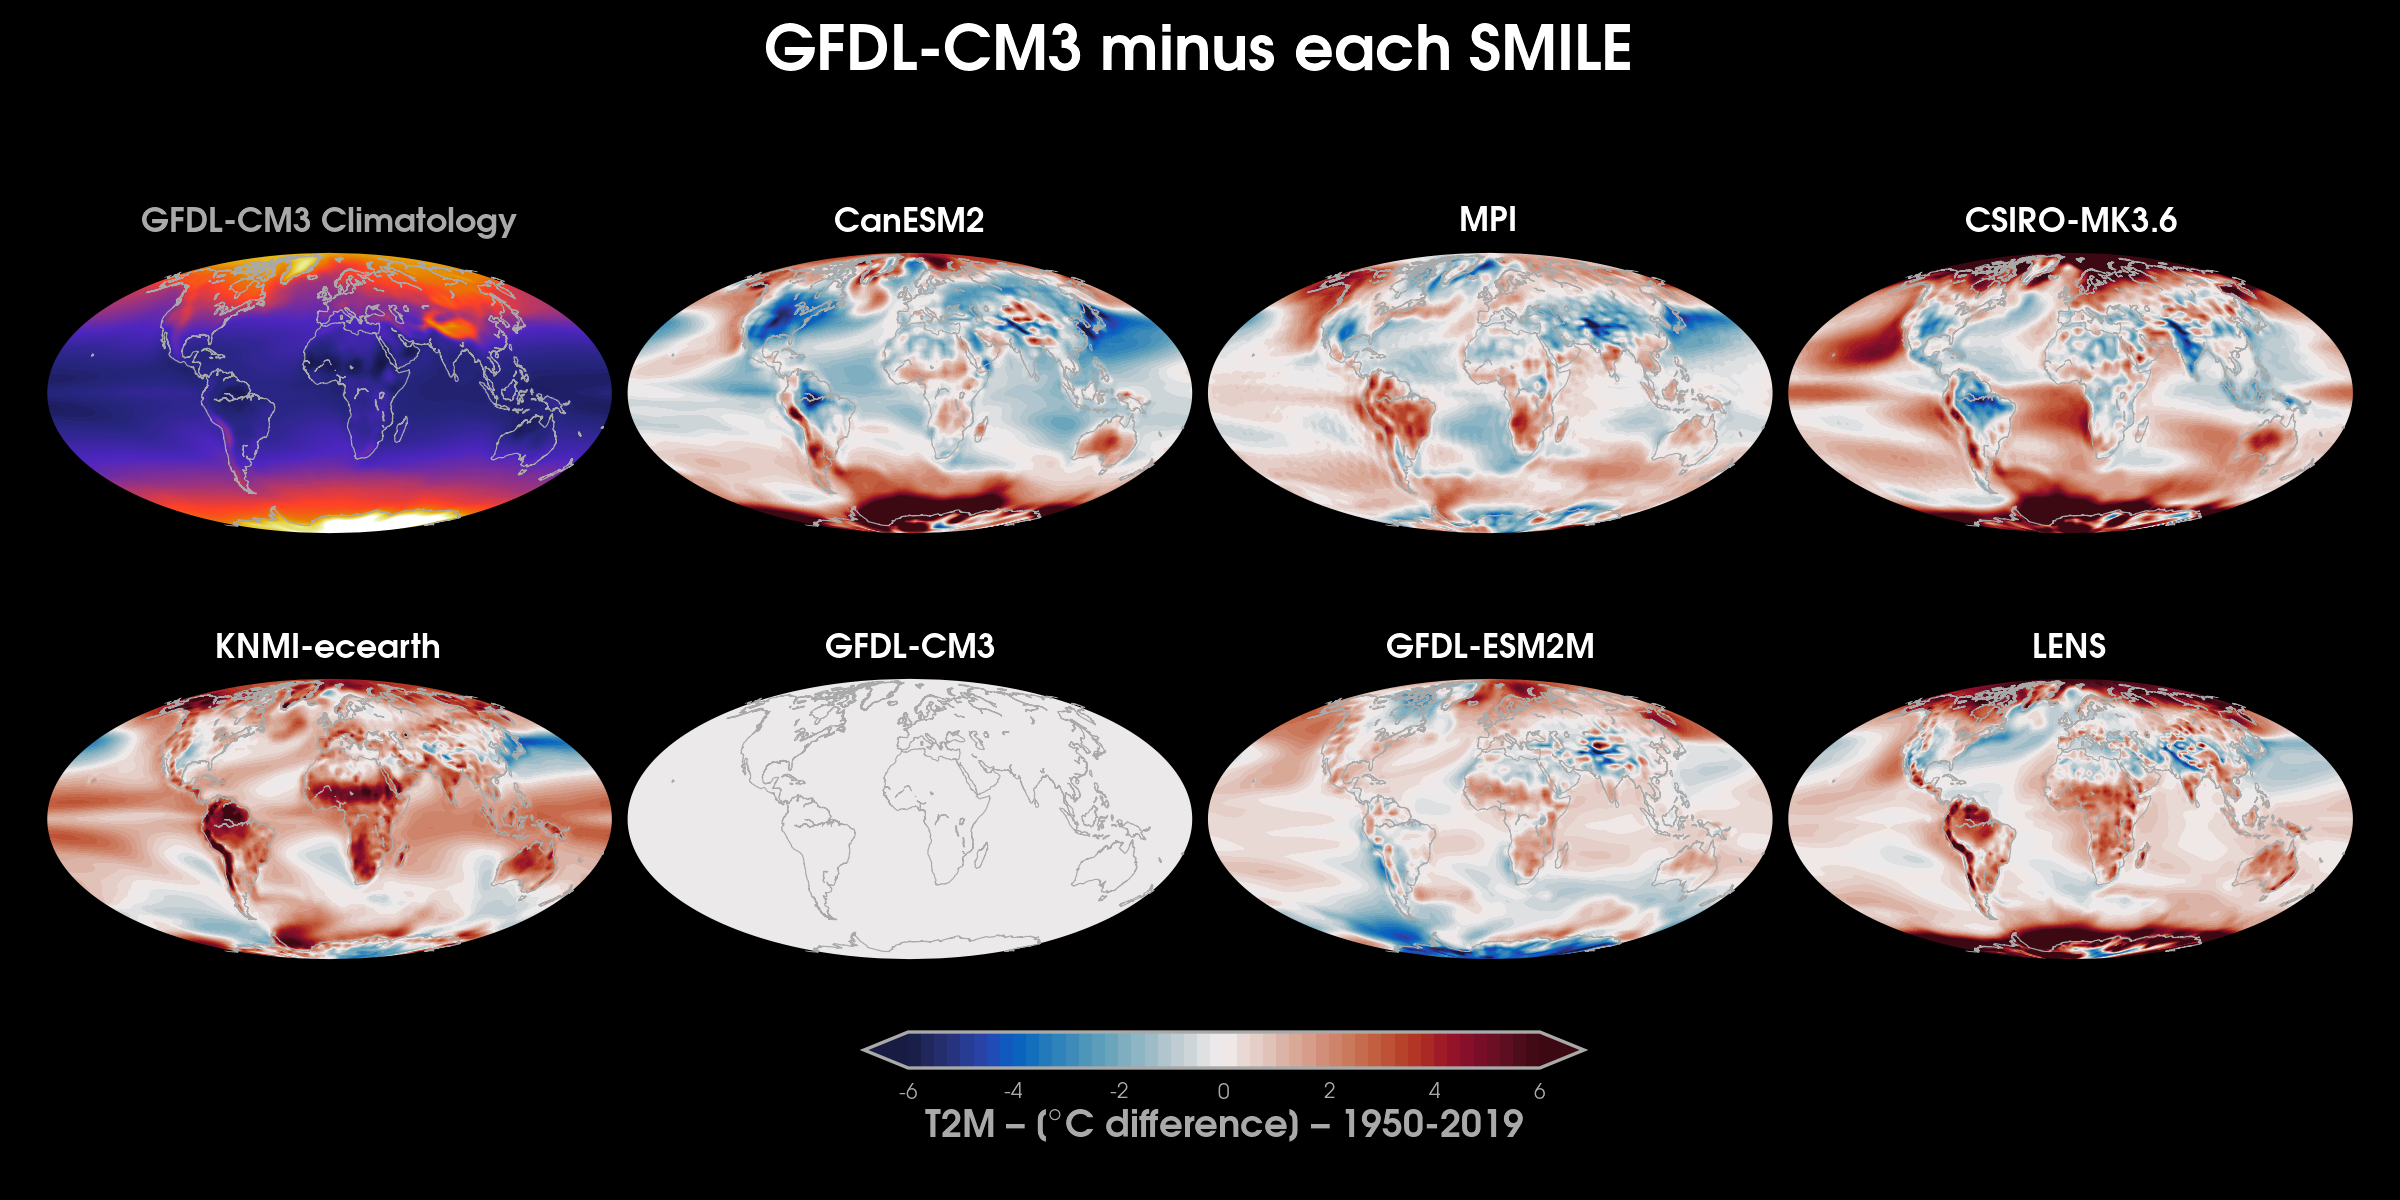 GFDL-CM3 minus each SMILE
GFDL-CM3 Climatology
CanESM2
MPI
CSIRO-MK3.6
KNMI-ecearth
GFDL-CM3
GFDL-ESM2M
LENS
-6 -4 -2 0 2 4 6
T2M – (°C difference) – 1950-2019